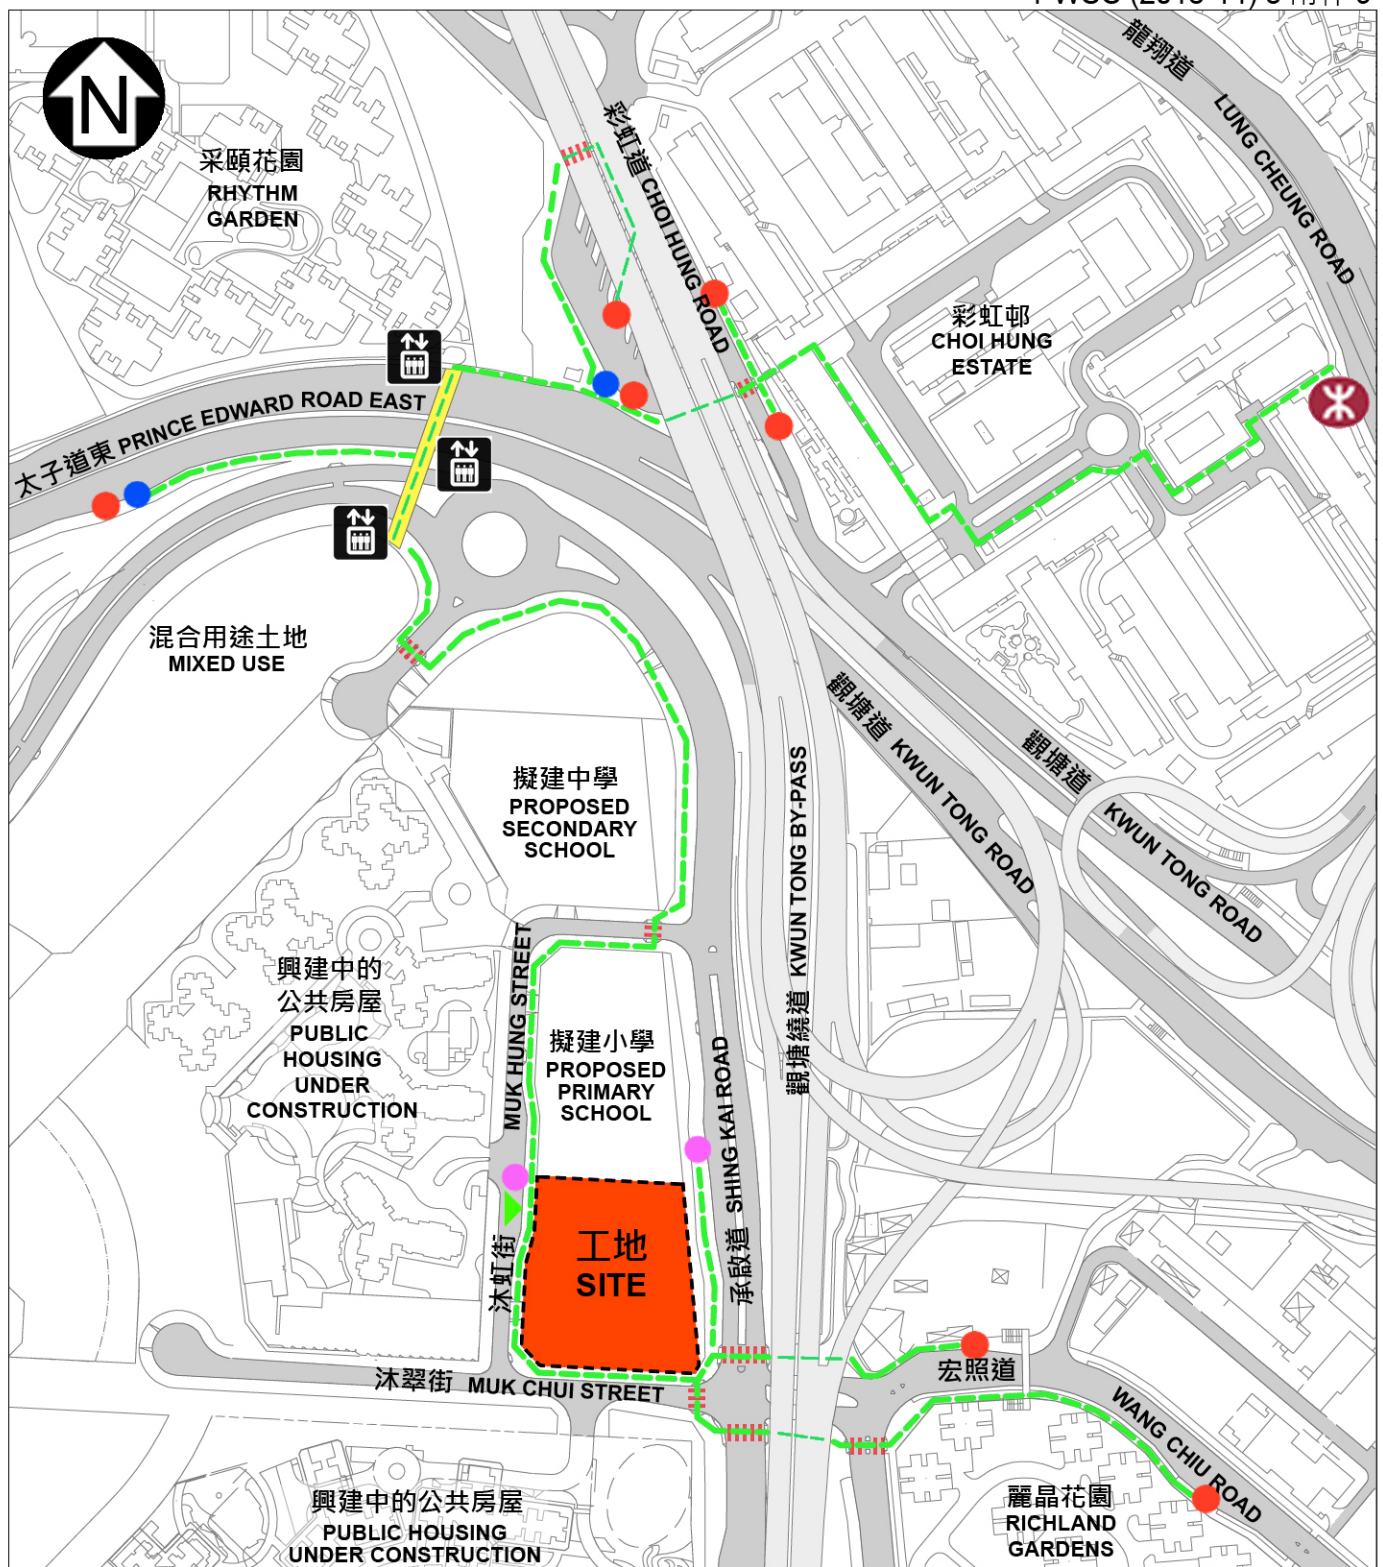 N
龍翔道
LUNG CHEUNG ROAD
彩虹道 CHOI HUNG ROAD
采頤花園
RHYTHM
GARDEN
彩虹邨
CHOI HUNG
ESTATE
太子道東 PRINCE EDWARD ROAD EAST
混合用途土地
MIXED USE
觀塘道 KWUN TONG ROAD
觀塘道 KWUN TONG ROAD
擬建中學
PROPOSED
SECONDARY
SCHOOL
觀塘繞道 KWUN TONG BY-PASS
興建中的
公共房屋
PUBLIC
HOUSING
UNDER
CONSTRUCTION
沐虹街 MUK HUNG STREET
擬建小學
PROPOSED
PRIMARY
SCHOOL
承啟道 SHING KAI ROAD
工地
SITE
沐翠街 MUK CHUI STREET
宏照道
WANG CHIU ROAD
興建中的公共房屋
PUBLIC HOUSING
UNDER CONSTRUCTION
麗晶花園
RICHLAND
GARDENS